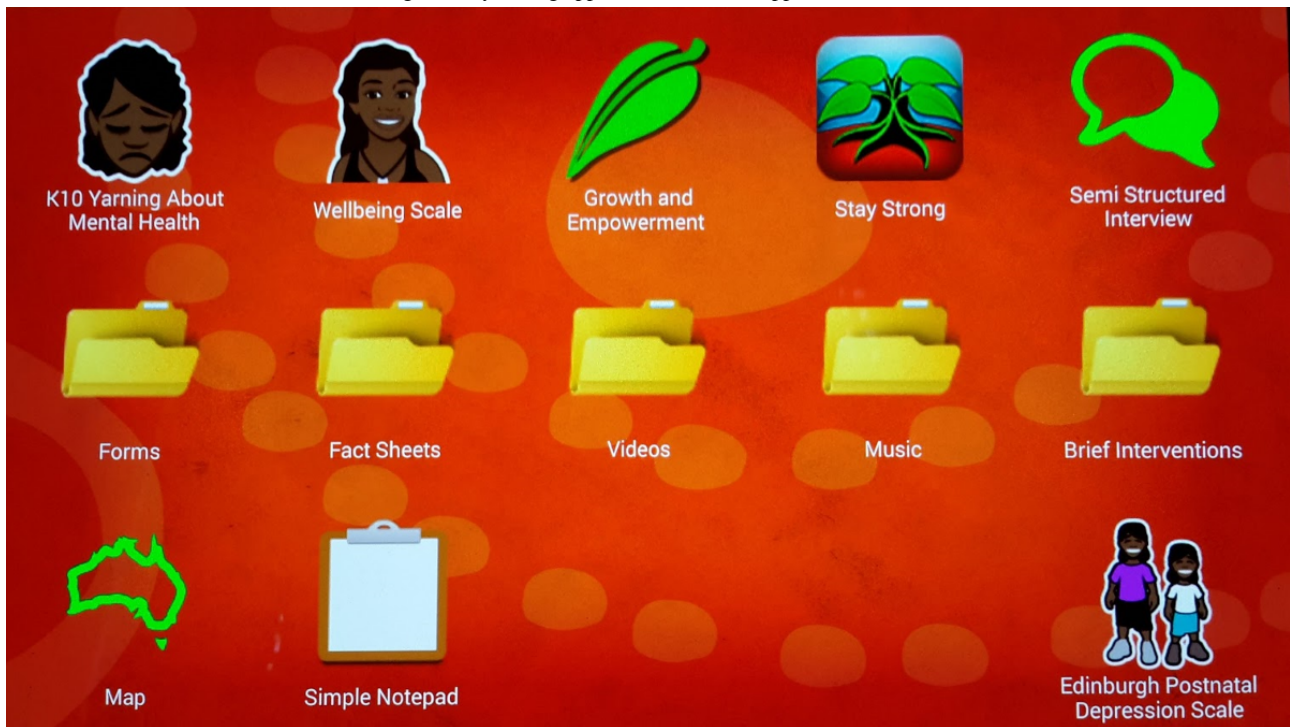 K10 Yarning About
Mental Health
Wellbeing Scale
Growth and
Empowerment
Stay Strong
Semi Structured
Interview
Forms
Fact Sheets
Videos
Music
Brief Interventions
Map
Simple Notepad
Edinburgh Postnatal
Depression Scale